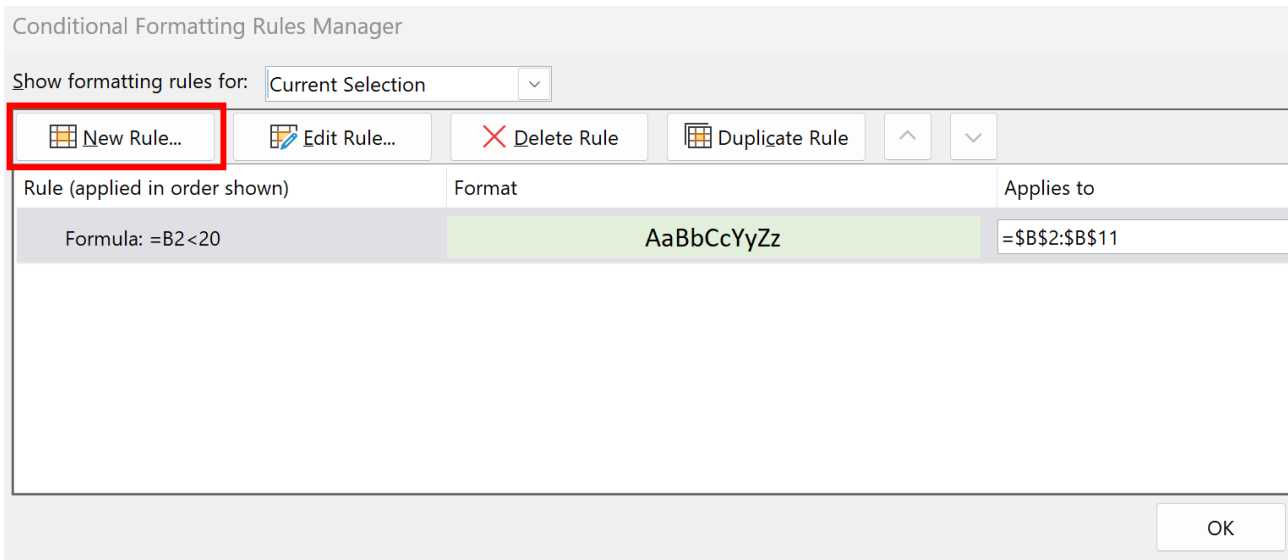 Conditional Formatting Rules Manager
Show formatting rules for: Current Selection
New Rule... Edit Rule... Delete Rule Duplicate Rule
Rule (applied in order shown) Format Applies to
Formula: =B2<20 AaBbCcYyZz =$B$2:$B$11
OK